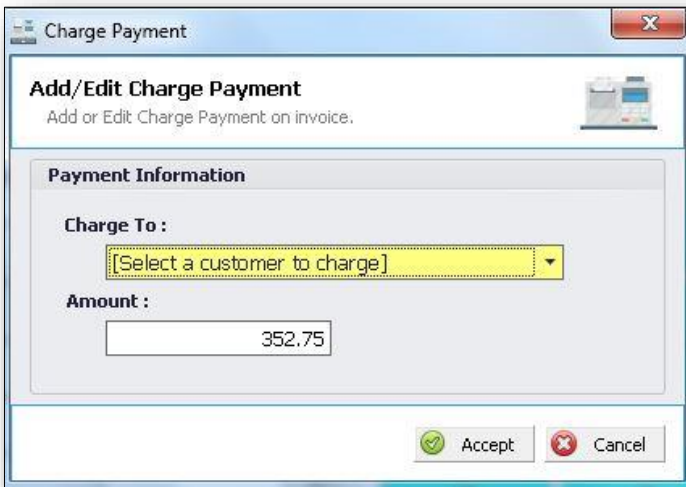 Charge Payment
Add/Edit Charge Payment
Add or Edit Charge Payment on invoice.
Payment Information
Charge To :
[Select a customer to charge]
Amount :
352.75
Accept Cancel